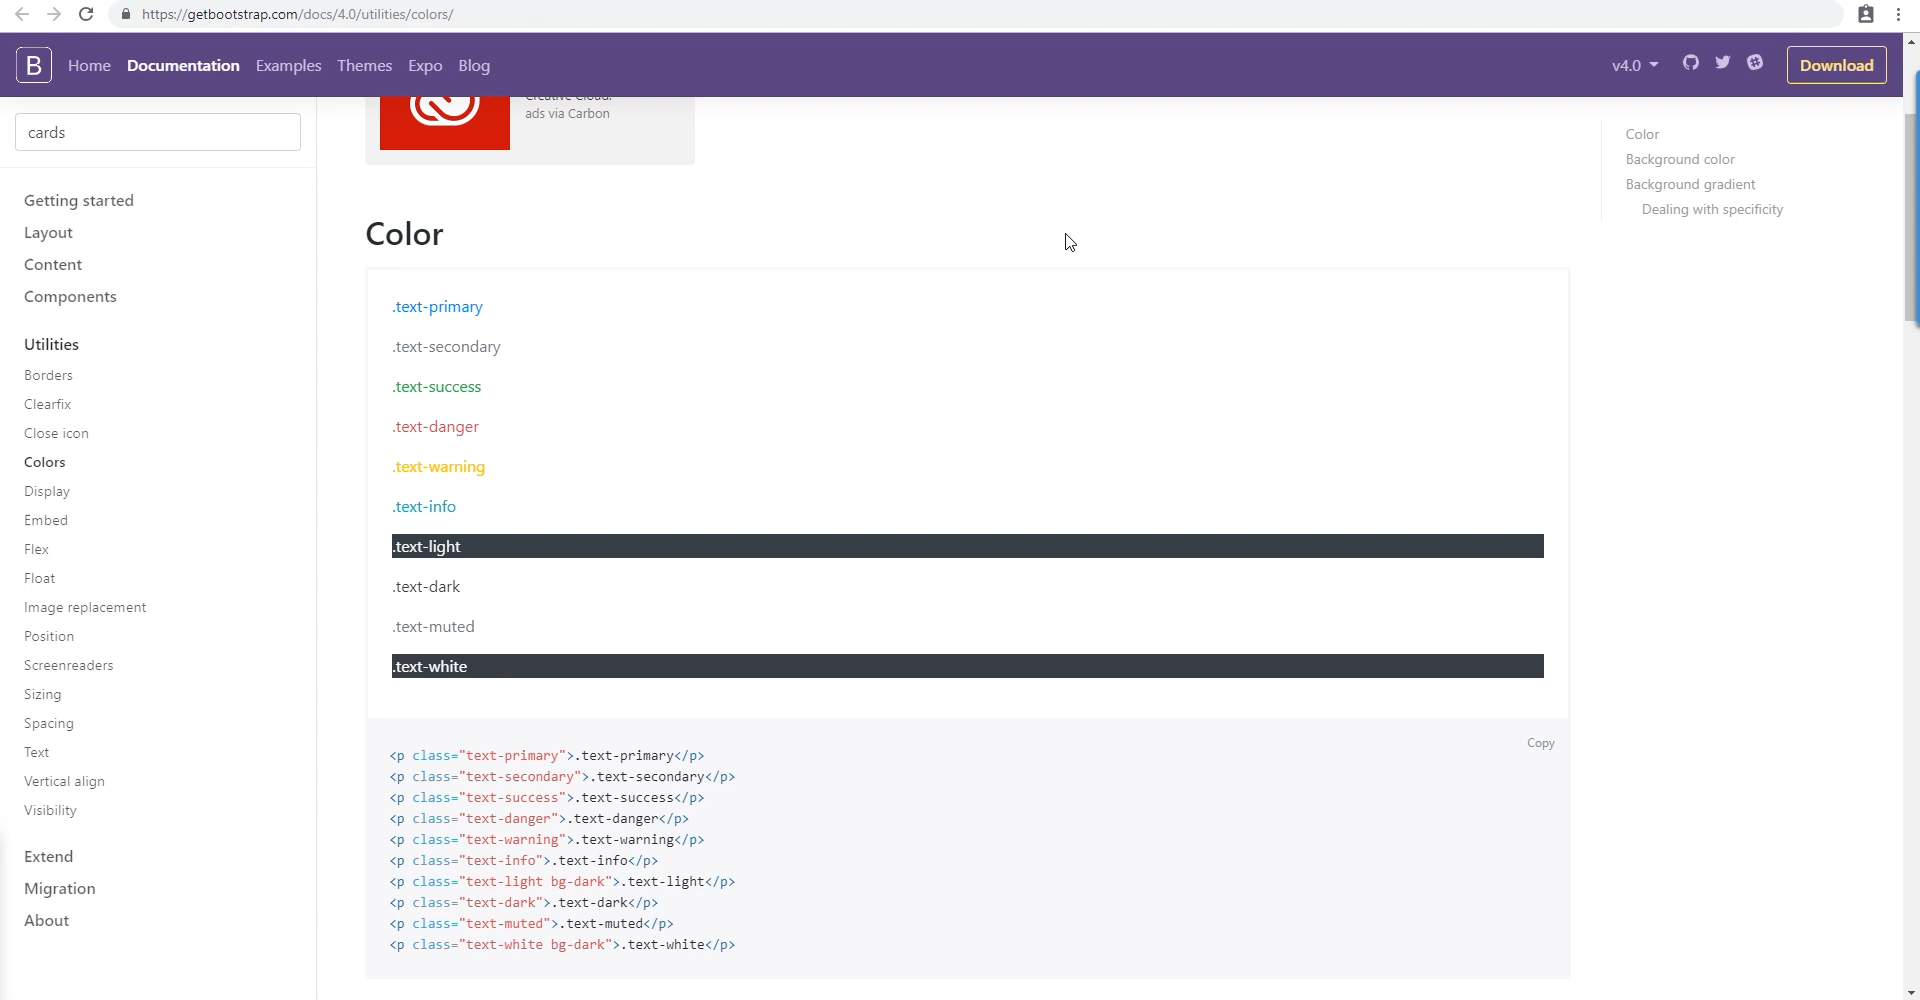 https://getbootstrap.com/docs/4.0/utilities/colors/
B Home Documentation Examples Themes Expo Blog v4.0 Download
cards
Getting started
Layout
Content
Components
Utilities
Borders
Clearfix
Close icon
Colors
Display
Embed
Flex
Float
Image replacement
Position
Screenreaders
Sizing
Spacing
Text
Vertical align
Visibility
Extend
Migration
About
Creative Cloud.
ads via Carbon
Color
.text-primary
.text-secondary
.text-success
.text-danger
.text-warning
.text-info
.text-light
.text-dark
.text-muted
.text-white
Copy
<p class="text-primary">.text-primary</p>
<p class="text-secondary">.text-secondary</p>
<p class="text-success">.text-success</p>
<p class="text-danger">.text-danger</p>
<p class="text-warning">.text-warning</p>
<p class="text-info">.text-info</p>
<p class="text-light bg-dark">.text-light</p>
<p class="text-dark">.text-dark</p>
<p class="text-muted">.text-muted</p>
<p class="text-white bg-dark">.text-white</p>
Color
Background color
Background gradient
Dealing with specificity